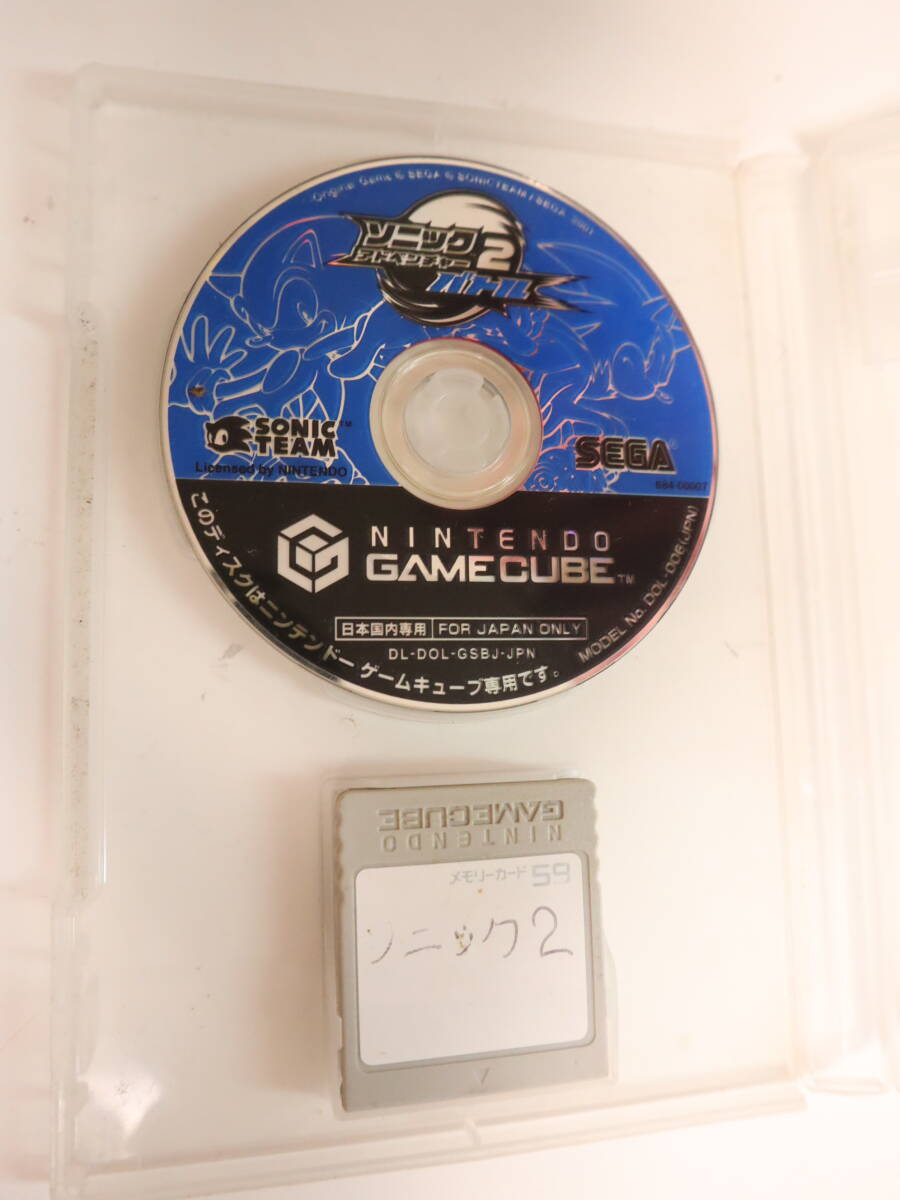 Original Game © SEGA © SONICTEAM / SEGA, 2001
ソニック
アドベンチャー 2
バトル
SONIC
TEAM™
Licensed by NINTENDO
SEGA®
684-00007
NINTENDO
GAMECUBE™
日本国内専用 FOR JAPAN ONLY
DL-DOL-GSBJ-JPN
このディスクはニンテンドー ゲームキューブ専用です。
MODEL No. DOL-006(JPN)
NINTENDO
GAMECUBE
メモリーカード 59
ソニック2